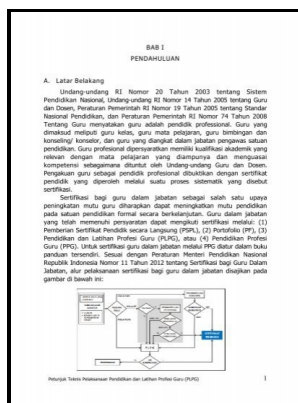 BAB I
PENDAHULUAN
A. Latar Belakang
Undang-undang RI Nomor 20 Tahun 2003 tentang Sistem
Pendidikan Nasional, Undang-undang RI Nomor 14 Tahun 2005 tentang Guru
dan Dosen, Peraturan Pemerintah RI Nomor 19 Tahun 2005 tentang Standar
Nasional Pendidikan, dan Peraturan Pemerintah RI Nomor 74 Tahun 2008
Tentang Guru menyatakan guru adalah pendidik profesional. Guru yang
dimaksud meliputi guru kelas, guru mata pelajaran, guru bimbingan dan
konseling/ konselor, dan guru yang diangkat dalam jabatan pengawas satuan
pendidikan. Guru profesional dipersyaratkan memiliki kualifikasi akademik yang
relevan dengan mata pelajaran yang diampunya dan menguasai
kompetensi sebagaimana dituntut oleh Undang-undang Guru dan Dosen.
Pengakuan guru sebagai pendidik profesional dibuktikan dengan sertifikat
pendidik yang diperoleh melalui suatu proses sistematik yang disebut
sertifikasi.
Sertifikasi bagi guru dalam jabatan sebagai salah satu upaya
peningkatan mutu guru diharapkan dapat meningkatkan mutu pendidikan
pada satuan pendidikan formal secara berkelanjutan. Guru dalam jabatan
yang telah memenuhi persyaratan dapat mengikuti sertifikasi melalui: (1)
Pemberian Sertifikat Pendidik secara Langsung (PSPL), (2) Portofolio (PF), (3)
Pendidikan dan Latihan Profesi Guru (PLPG), atau (4) Pendidikan Profesi
Guru (PPG). Untuk sertifikasi guru dalam jabatan melalui PPG diatur dalam buku
panduan tersendiri. Sesuai dengan Peraturan Menteri Pendidikan Nasional
Republik Indonesia Nomor 11 Tahun 2012 tentang Sertifikasi bagi Guru Dalam
Jabatan, alur pelaksanaan sertifikasi bagi guru dalam jabatan disajikan pada
gambar di bawah ini:
PLPG
Petunjuk Teknis Pelaksanaan Pendidikan dan Latihan Profesi Guru (PLPG) 1